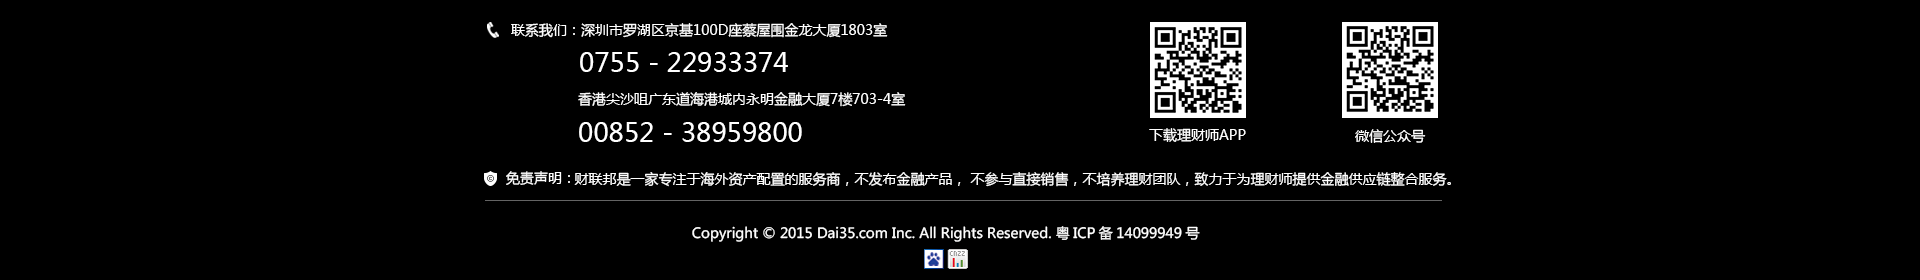 联系我们：深圳市罗湖区京基100D座蔡屋围金龙大厦1803室
0755 - 22933374
香港尖沙咀广东道海港城内永明金融大厦7楼703-4室
00852 - 38959800
下载理财师APP
微信公众号
免责声明：财联邦是一家专注于海外资产配置的服务商，不发布金融产品， 不参与直接销售，不培养理财团队，致力于为理财师提供金融供应链整合服务。
Copyright © 2015 Dai35.com Inc. All Rights Reserved. 粤 ICP 备 14099949 号
CNZZ